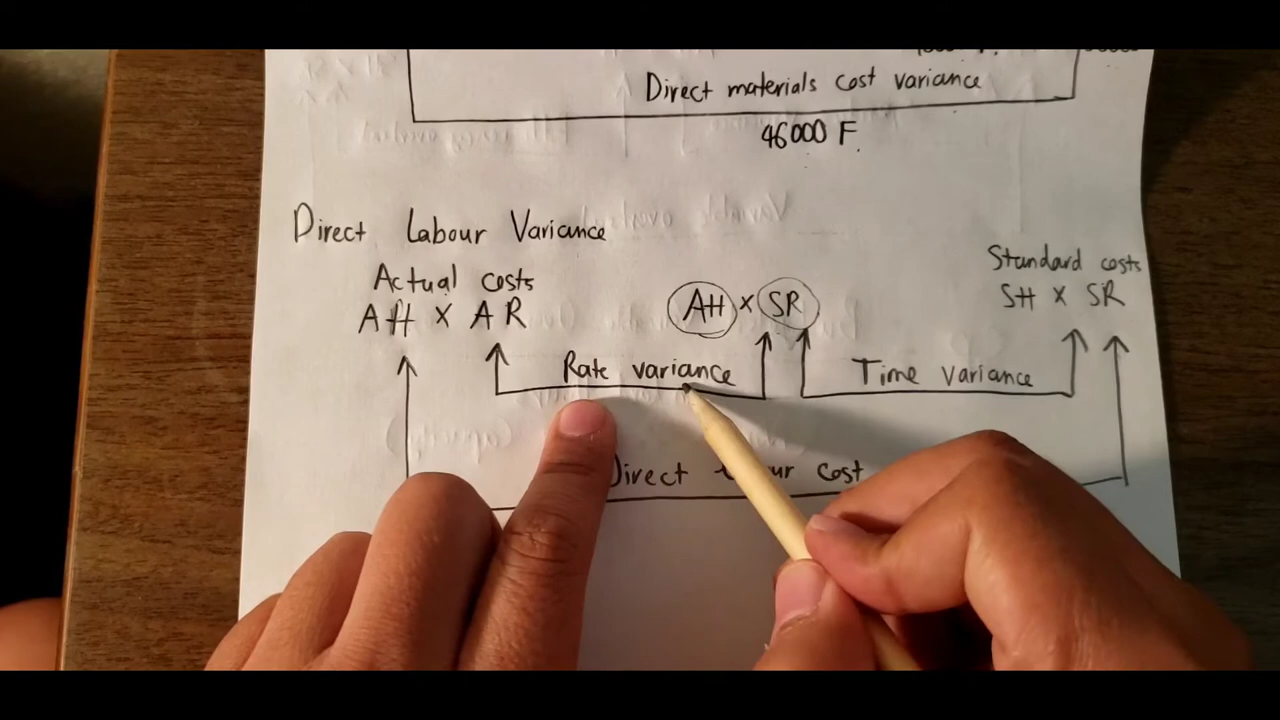 Direct materials cost variance
46000 F.
Direct Labour Variance
Actual costs
AH X AR
AH X SR
Standard costs
SH X SR
Rate variance
Time variance
Direct Labour cost